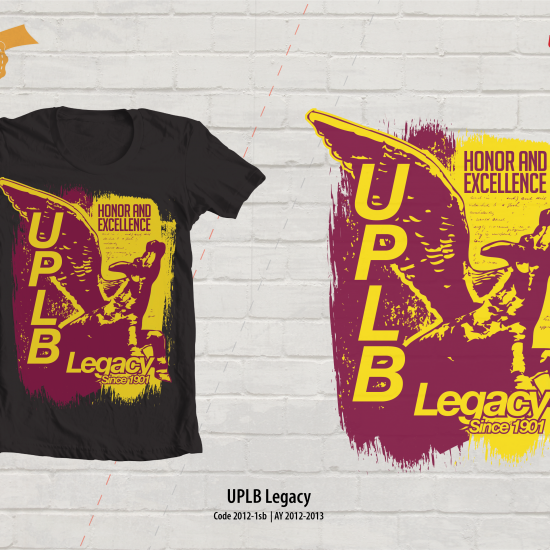 HONOR AND
EXCELLENCE
UPLB
Legacy
Since 1901
HONOR AND
EXCELLENCE
UPLB
Legacy
Since 1901
UPLB Legacy
Code 2012-1sb | AY 2012-2013